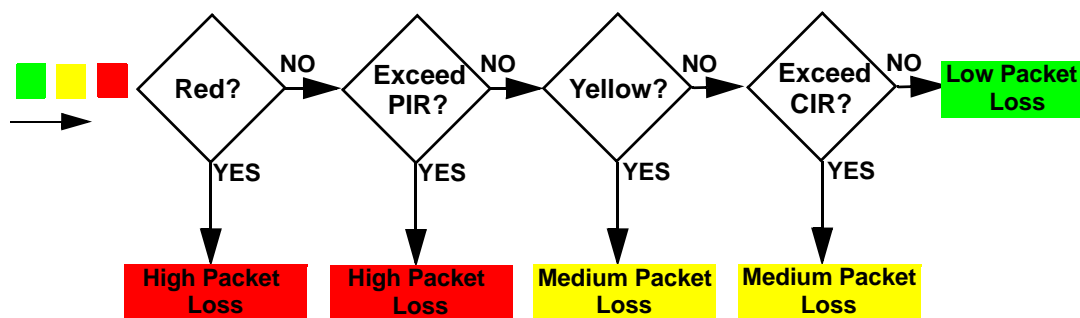 NO
NO
NO
NO
Red?
Exceed
PIR?
Yellow?
Exceed
CIR?
Low Packet
Loss
YES
YES
YES
YES
High Packet
Loss
High Packet
Loss
Medium Packet
Loss
Medium Packet
Loss